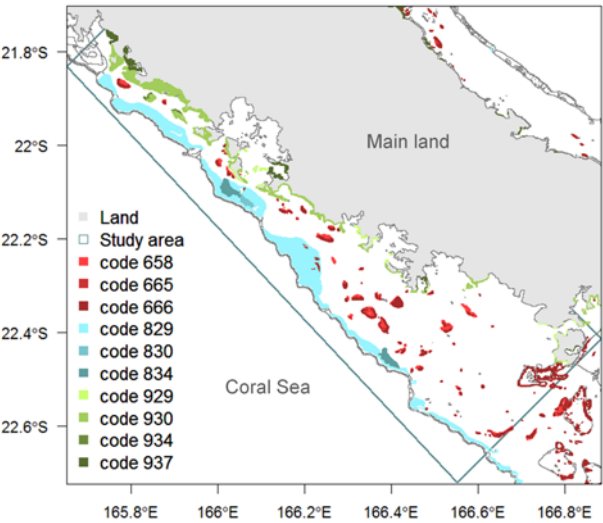 21.8°S
22°S
22.2°S
22.4°S
22.6°S
Main land
Coral Sea
Land
Study area
code 658
code 665
code 666
code 829
code 830
code 834
code 929
code 930
code 934
code 937
165.8°E 166°E 166.2°E 166.4°E 166.6°E 166.8°E